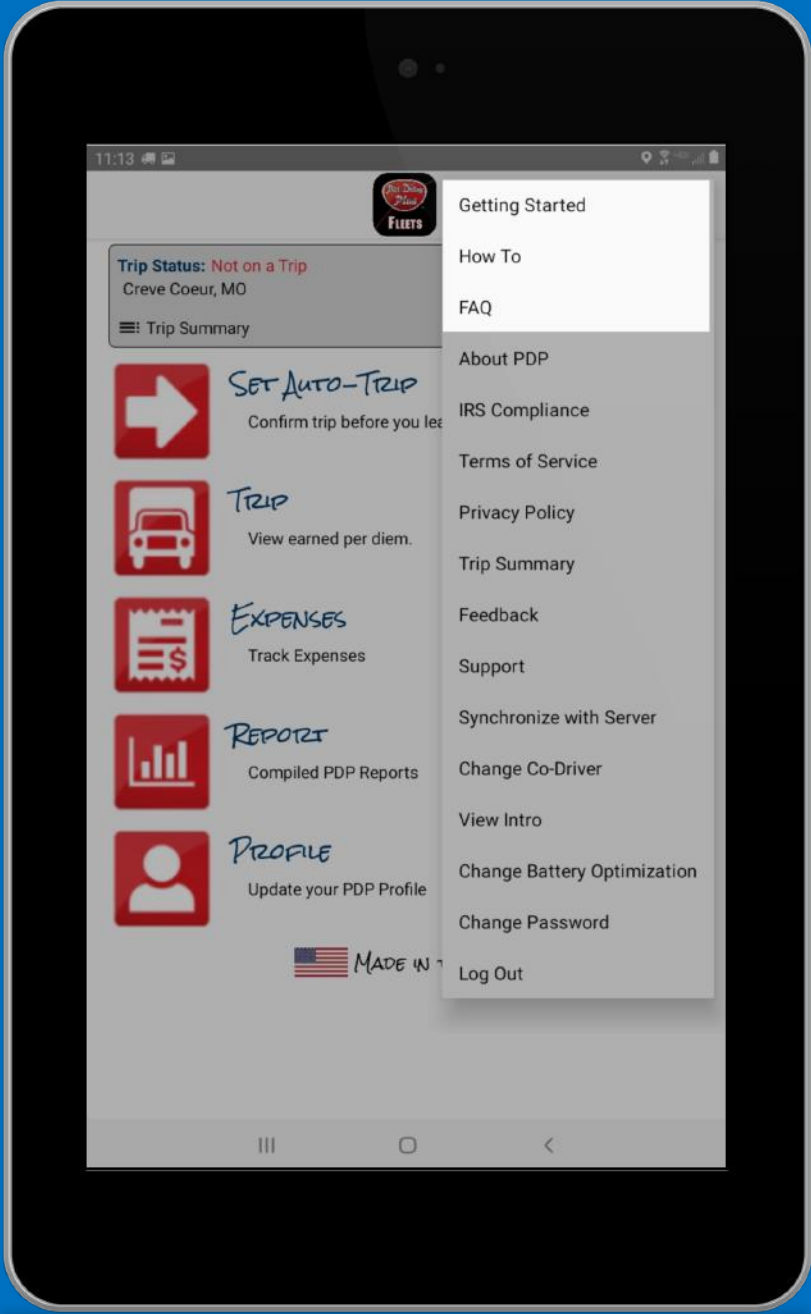 11:13
Per Diem
Plus
FLEETS
Trip Status: Not on a Trip
Creve Coeur, MO
Trip Summary
SET AUTO-TRIP
Confirm trip before you lea
TRIP
View earned per diem.
EXPENSES
Track Expenses
$
REPORT
Compiled PDP Reports
PROFILE
Update your PDP Profile
MADE IN
Getting Started
How To
FAQ
About PDP
IRS Compliance
Terms of Service
Privacy Policy
Trip Summary
Feedback
Support
Synchronize with Server
Change Co-Driver
View Intro
Change Battery Optimization
Change Password
Log Out